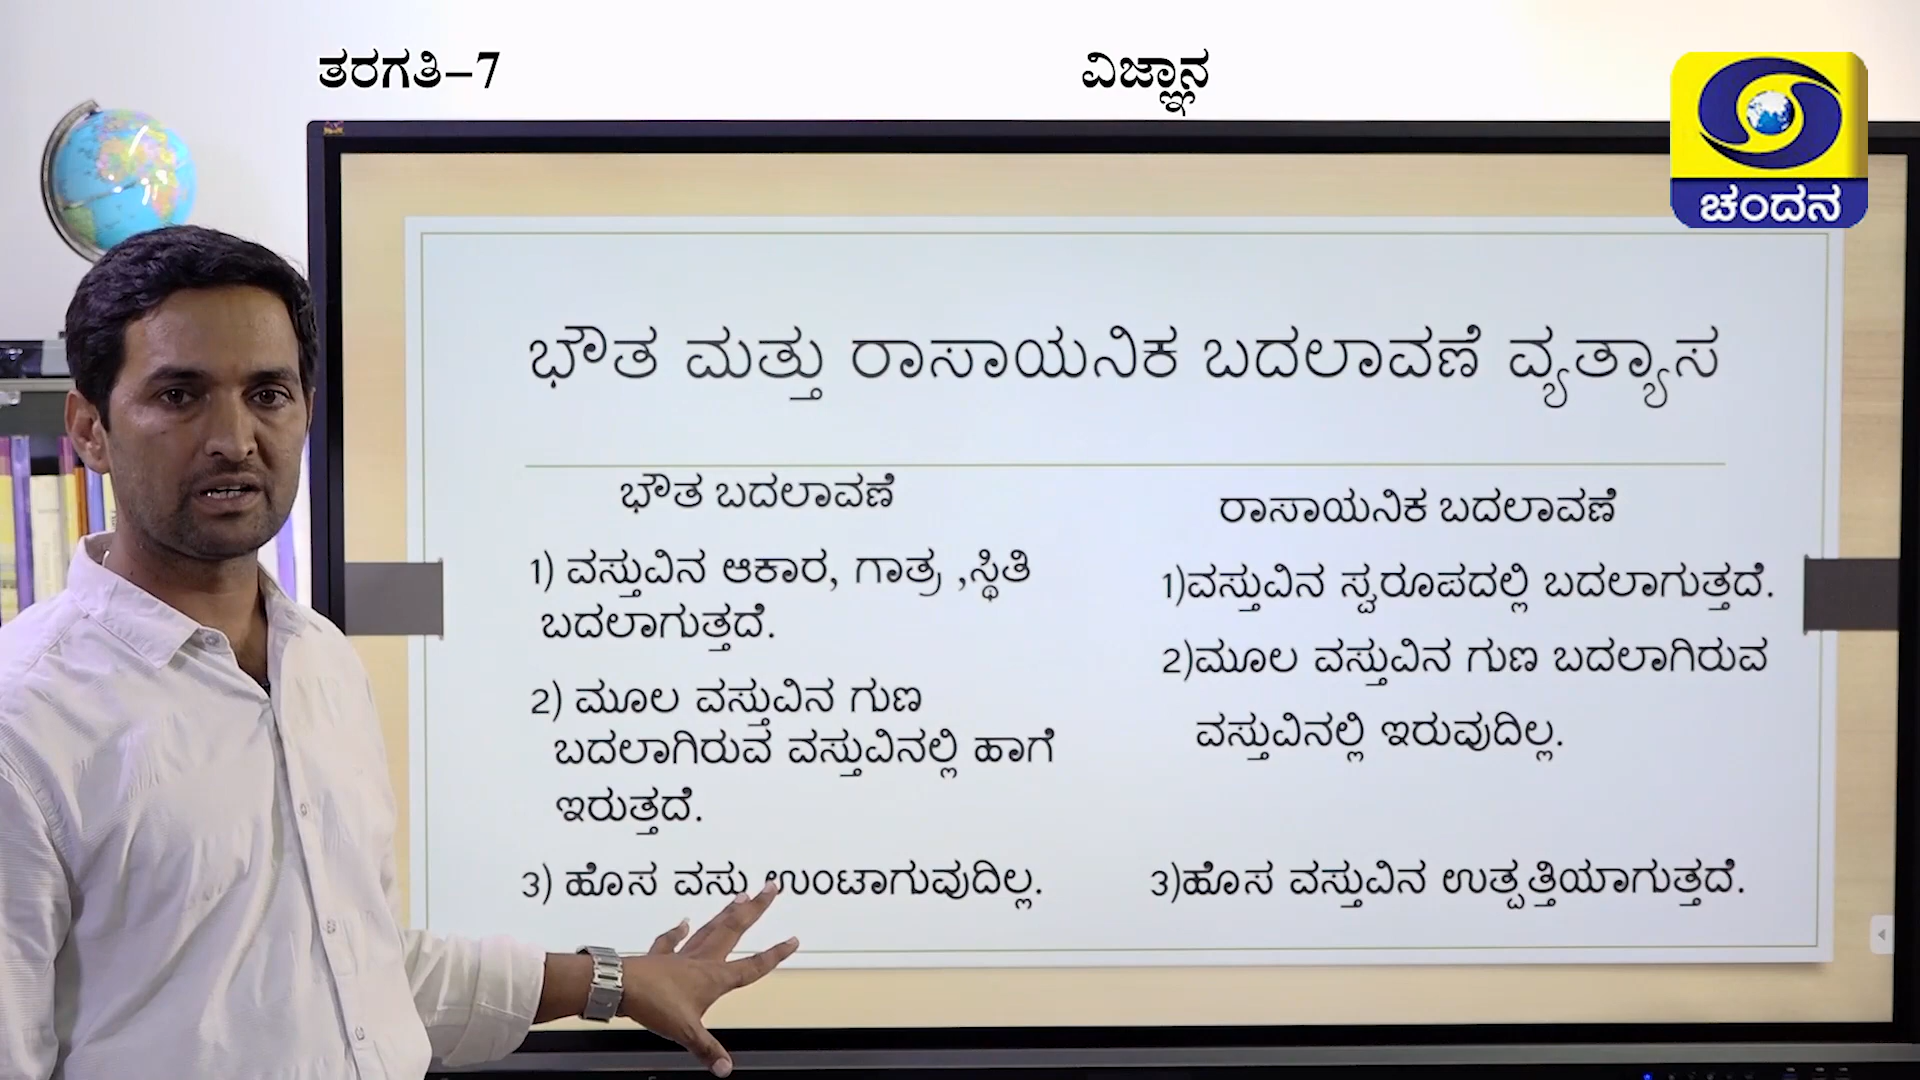 ತರಗತಿ–7
ವಿಜ್ಞಾನ
ಚಂದನ
ಭೌತ ಮತ್ತು ರಾಸಾಯನಿಕ ಬದಲಾವಣೆ ವ್ಯತ್ಯಾಸ
ಭೌತ ಬದಲಾವಣೆ
1) ವಸ್ತುವಿನ ಆಕಾರ, ಗಾತ್ರ ,ಸ್ಥಿತಿ
ಬದಲಾಗುತ್ತದೆ.
2) ಮೂಲ ವಸ್ತುವಿನ ಗುಣ
ಬದಲಾಗಿರುವ ವಸ್ತುವಿನಲ್ಲಿ ಹಾಗೆ
ಇರುತ್ತದೆ.
3) ಹೊಸ ವಸ್ತು ಉಂಟಾಗುವುದಿಲ್ಲ.
ರಾಸಾಯನಿಕ ಬದಲಾವಣೆ
1)ವಸ್ತುವಿನ ಸ್ವರೂಪದಲ್ಲಿ ಬದಲಾಗುತ್ತದೆ.
2)ಮೂಲ ವಸ್ತುವಿನ ಗುಣ ಬದಲಾಗಿರುವ
ವಸ್ತುವಿನಲ್ಲಿ ಇರುವುದಿಲ್ಲ.
3)ಹೊಸ ವಸ್ತುವಿನ ಉತ್ಪತ್ತಿಯಾಗುತ್ತದೆ.